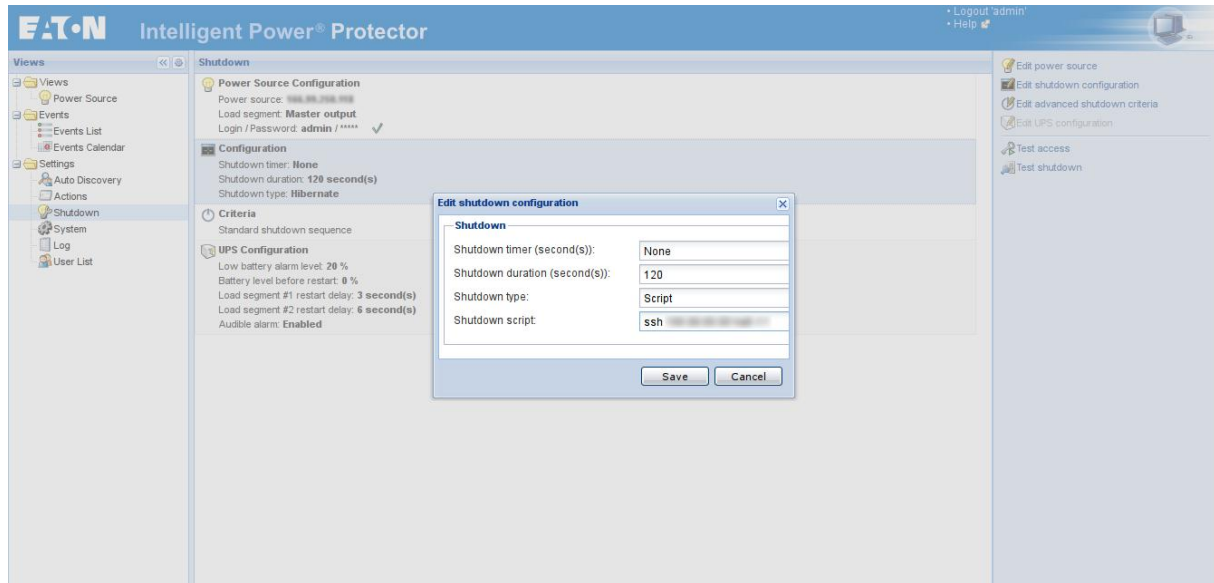 EATON Intelligent Power® Protector
• Logout 'admin'
• Help
Views
Views
Power Source
Events
Events List
Events Calendar
Settings
Auto Discovery
Actions
Shutdown
System
Log
User List
Shutdown
Power Source Configuration
Power source:
Load segment: Master output
Login / Password: admin / *****
Configuration
Shutdown timer: None
Shutdown duration: 120 second(s)
Shutdown type: Hibernate
Criteria
Standard shutdown sequence
UPS Configuration
Low battery alarm level: 20 %
Battery level before restart: 0 %
Load segment #1 restart delay: 3 second(s)
Load segment #2 restart delay: 6 second(s)
Audible alarm: Enabled
Edit shutdown configuration
Shutdown
Shutdown timer (second(s)): None
Shutdown duration (second(s)): 120
Shutdown type: Script
Shutdown script: ssh
Save Cancel
Edit power source
Edit shutdown configuration
Edit advanced shutdown criteria
Edit UPS configuration
Test access
Test shutdown